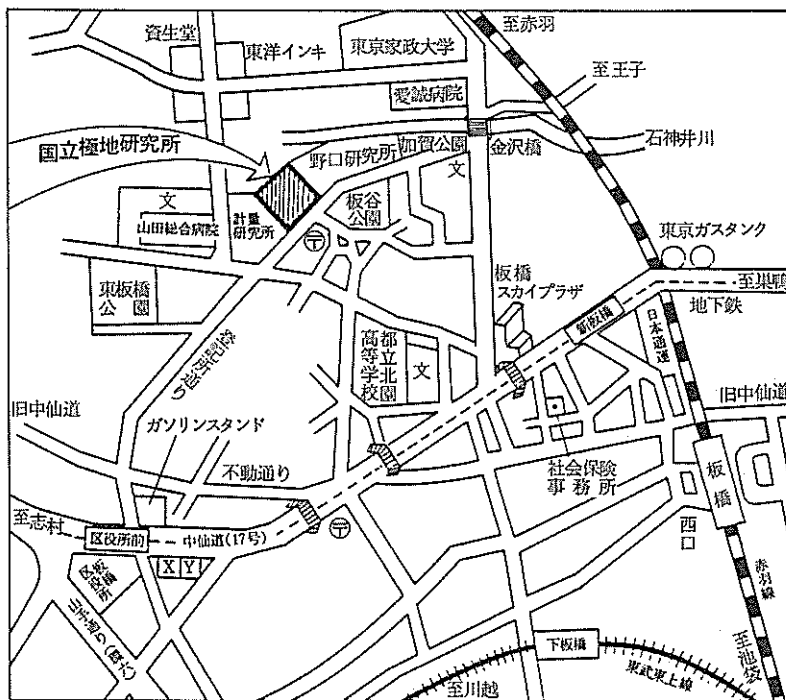 資生堂
東洋インキ
東京家政大学
至赤羽
至王子
愛誠病院
石神井川
国立極地研究所
野口研究所
加賀公園
金沢橋
文
文
板谷
公園
計量
研究所
山田総合病院
〒
東京ガスタンク
東板橋
公園
板橋
スカイプラザ
至巣鴨
地下鉄
新板橋
日本通運
都立北園
高等学校
文
登記所通り
旧中仙道
旧中仙道
ガソリンスタンド
不動通り
社会保険
事務所
板橋
西口
至志村
区役所前
中仙道(17号)
〒
X Y
板橋
区役所
山手通り(環六)
赤羽線
至池袋
下板橋
東武東上線
至川越